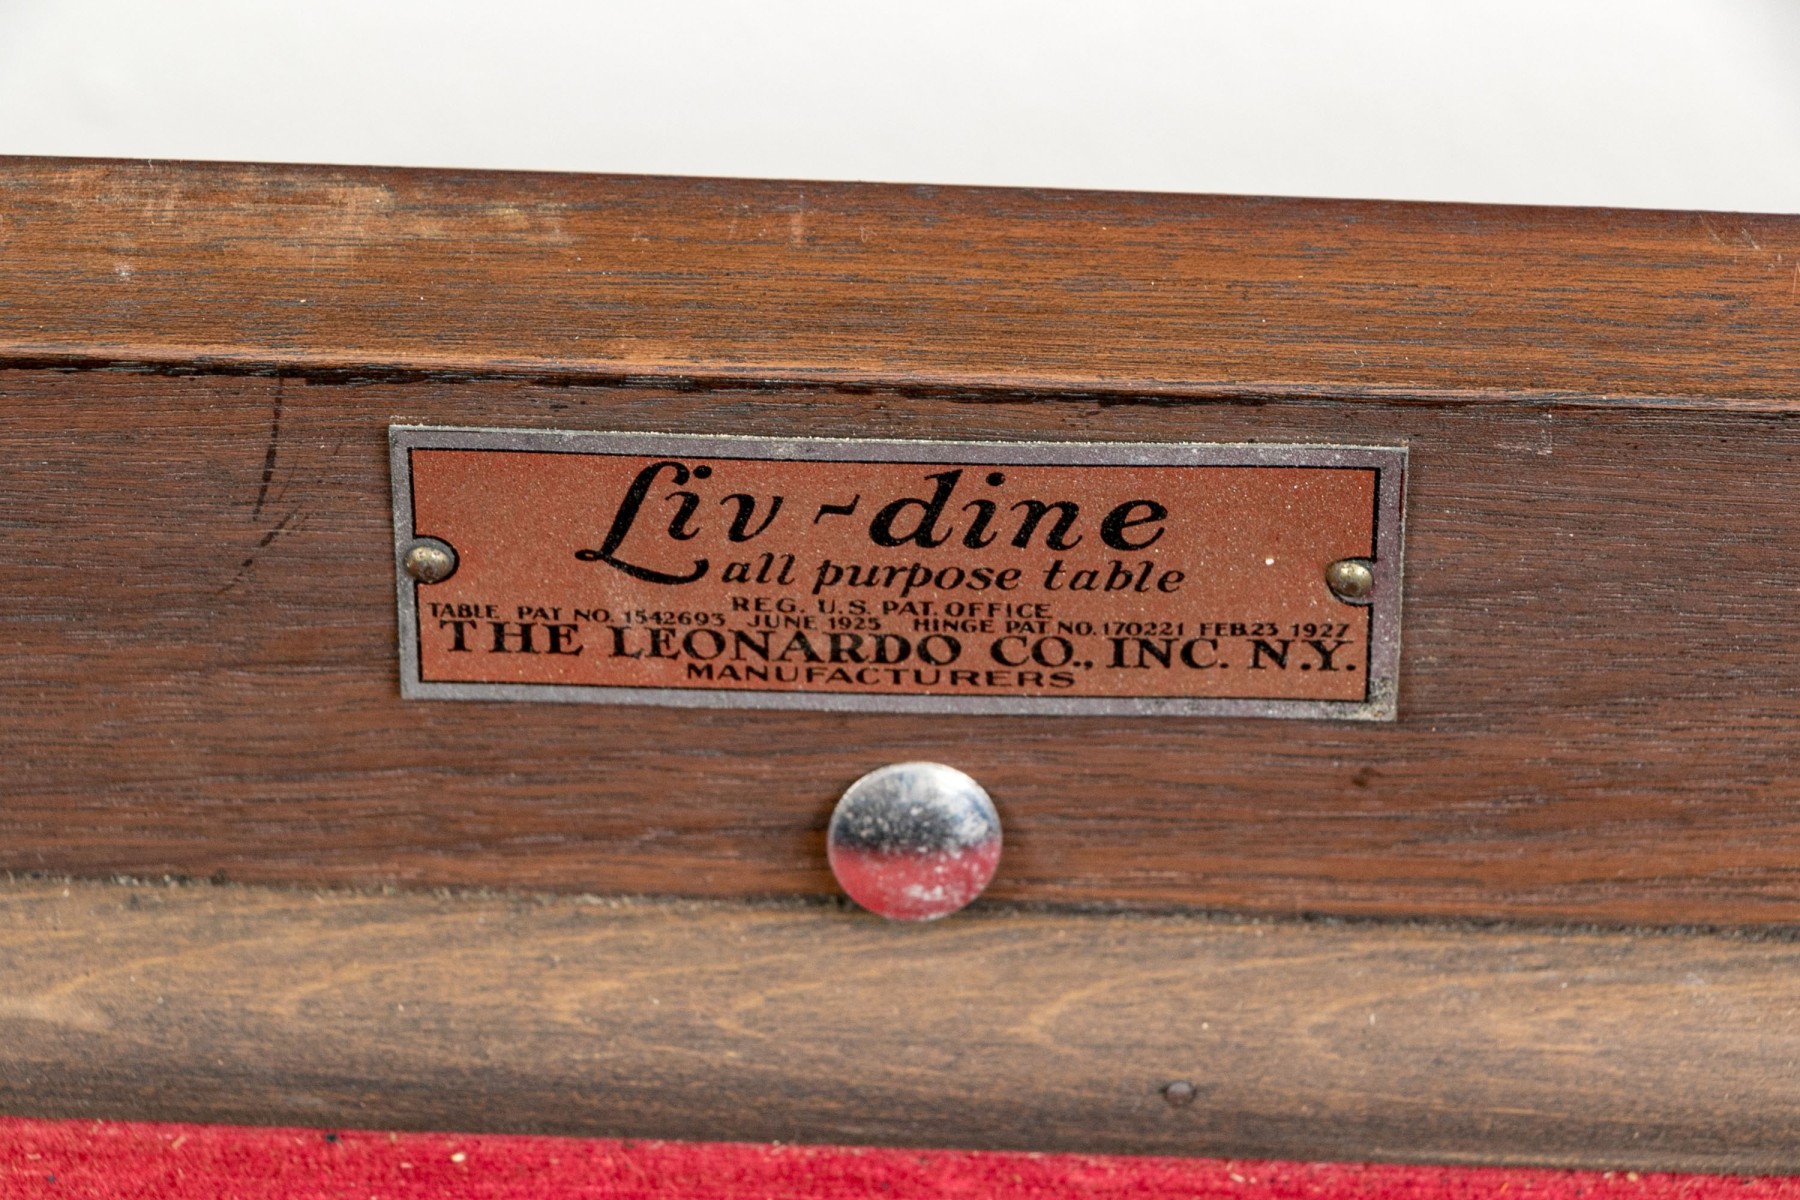 Liv-dine
all purpose table
REG. U.S. PAT. OFFICE
TABLE PAT NO. 1542693 JUNE 1925 HINGE PAT NO. 170221 FEB.23 1927
THE LEONARDO CO., INC. N.Y.
MANUFACTURERS